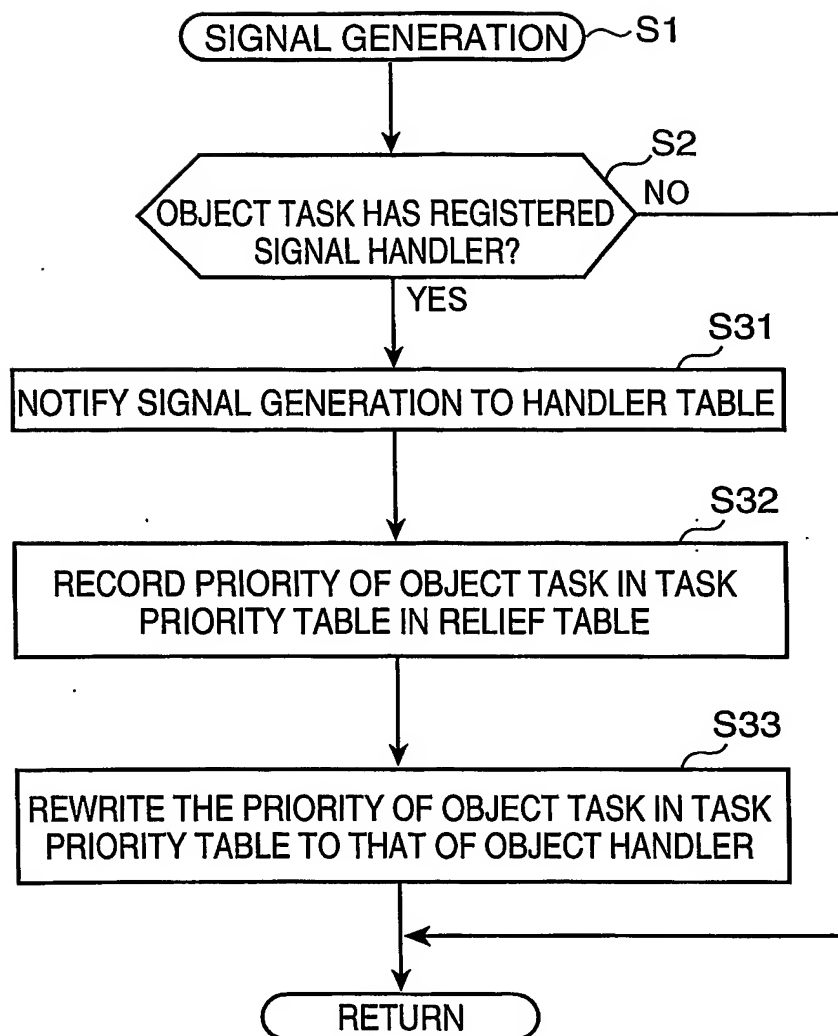 SIGNAL GENERATION
S1
S2
NO
OBJECT TASK HAS REGISTERED
SIGNAL HANDLER?
YES
S31
NOTIFY SIGNAL GENERATION TO HANDLER TABLE
S32
RECORD PRIORITY OF OBJECT TASK IN TASK
PRIORITY TABLE IN RELIEF TABLE
S33
REWRITE THE PRIORITY OF OBJECT TASK IN TASK
PRIORITY TABLE TO THAT OF OBJECT HANDLER
RETURN